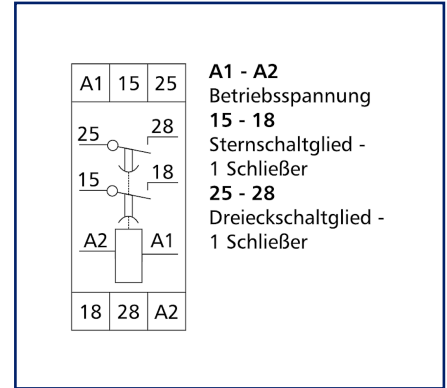 A1 15 25
25 28
15 18
A2 A1
18 28 A2
A1 - A2
Betriebsspannung
15 - 18
Sternschaltglied -
1 Schließer
25 - 28
Dreieckschaltglied -
1 Schließer